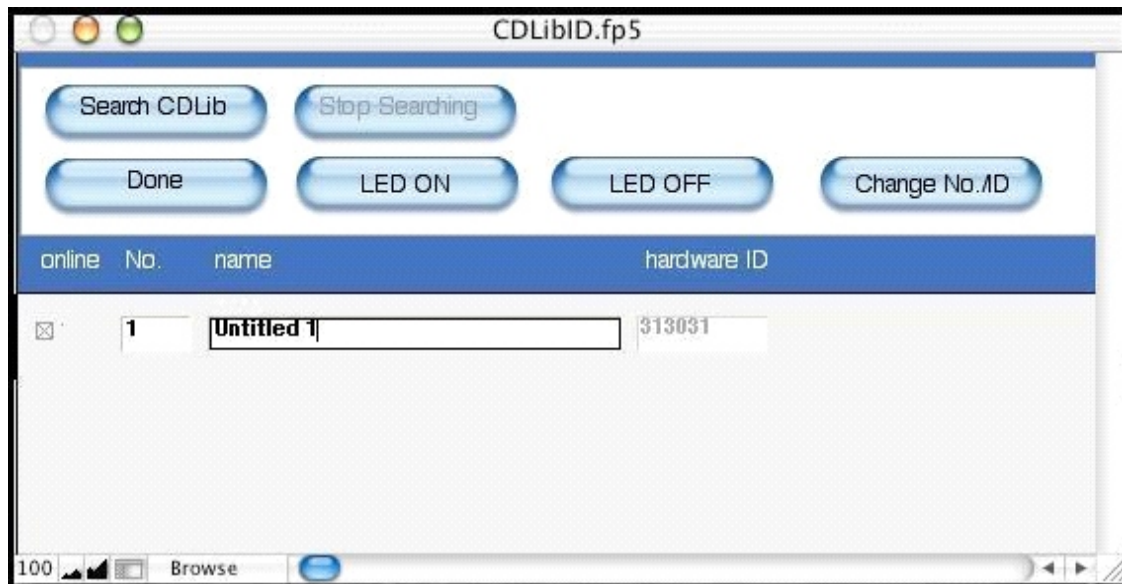 CDLibID.fp5
Search CDLib Stop Searching
Done LED ON LED OFF Change No./ID
online No. name hardware ID
1 Untitled 1 313031
100 Browse